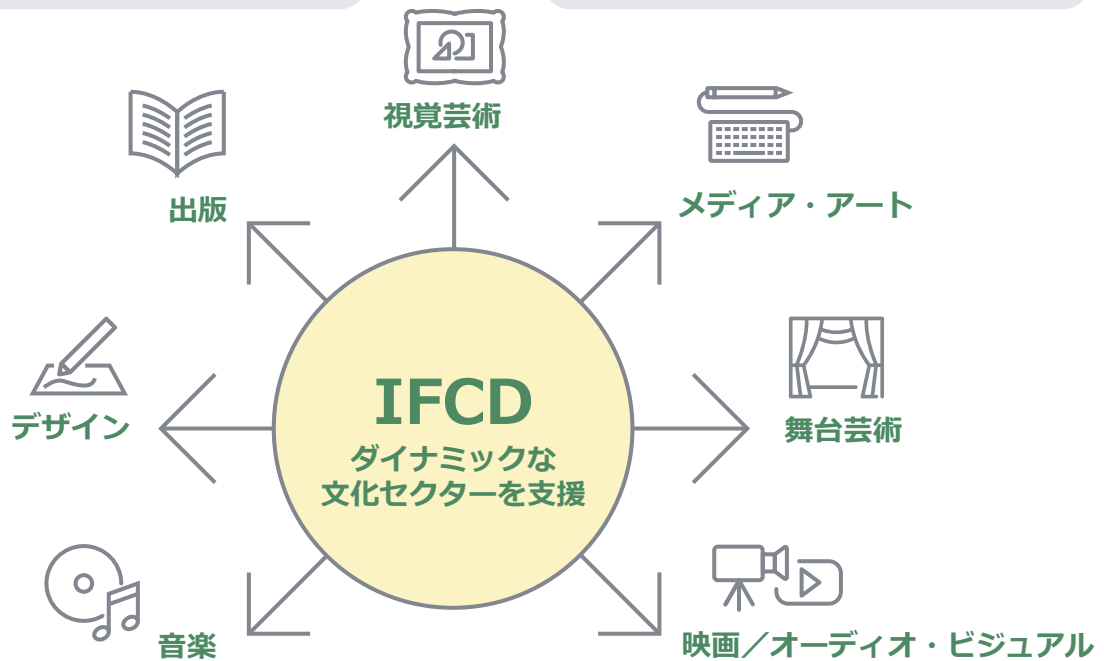 視覚芸術
出版
メディア・アート
IFCD
ダイナミックな
文化セクターを支援
デザイン
舞台芸術
音楽
映画／オーディオ・ビジュアル